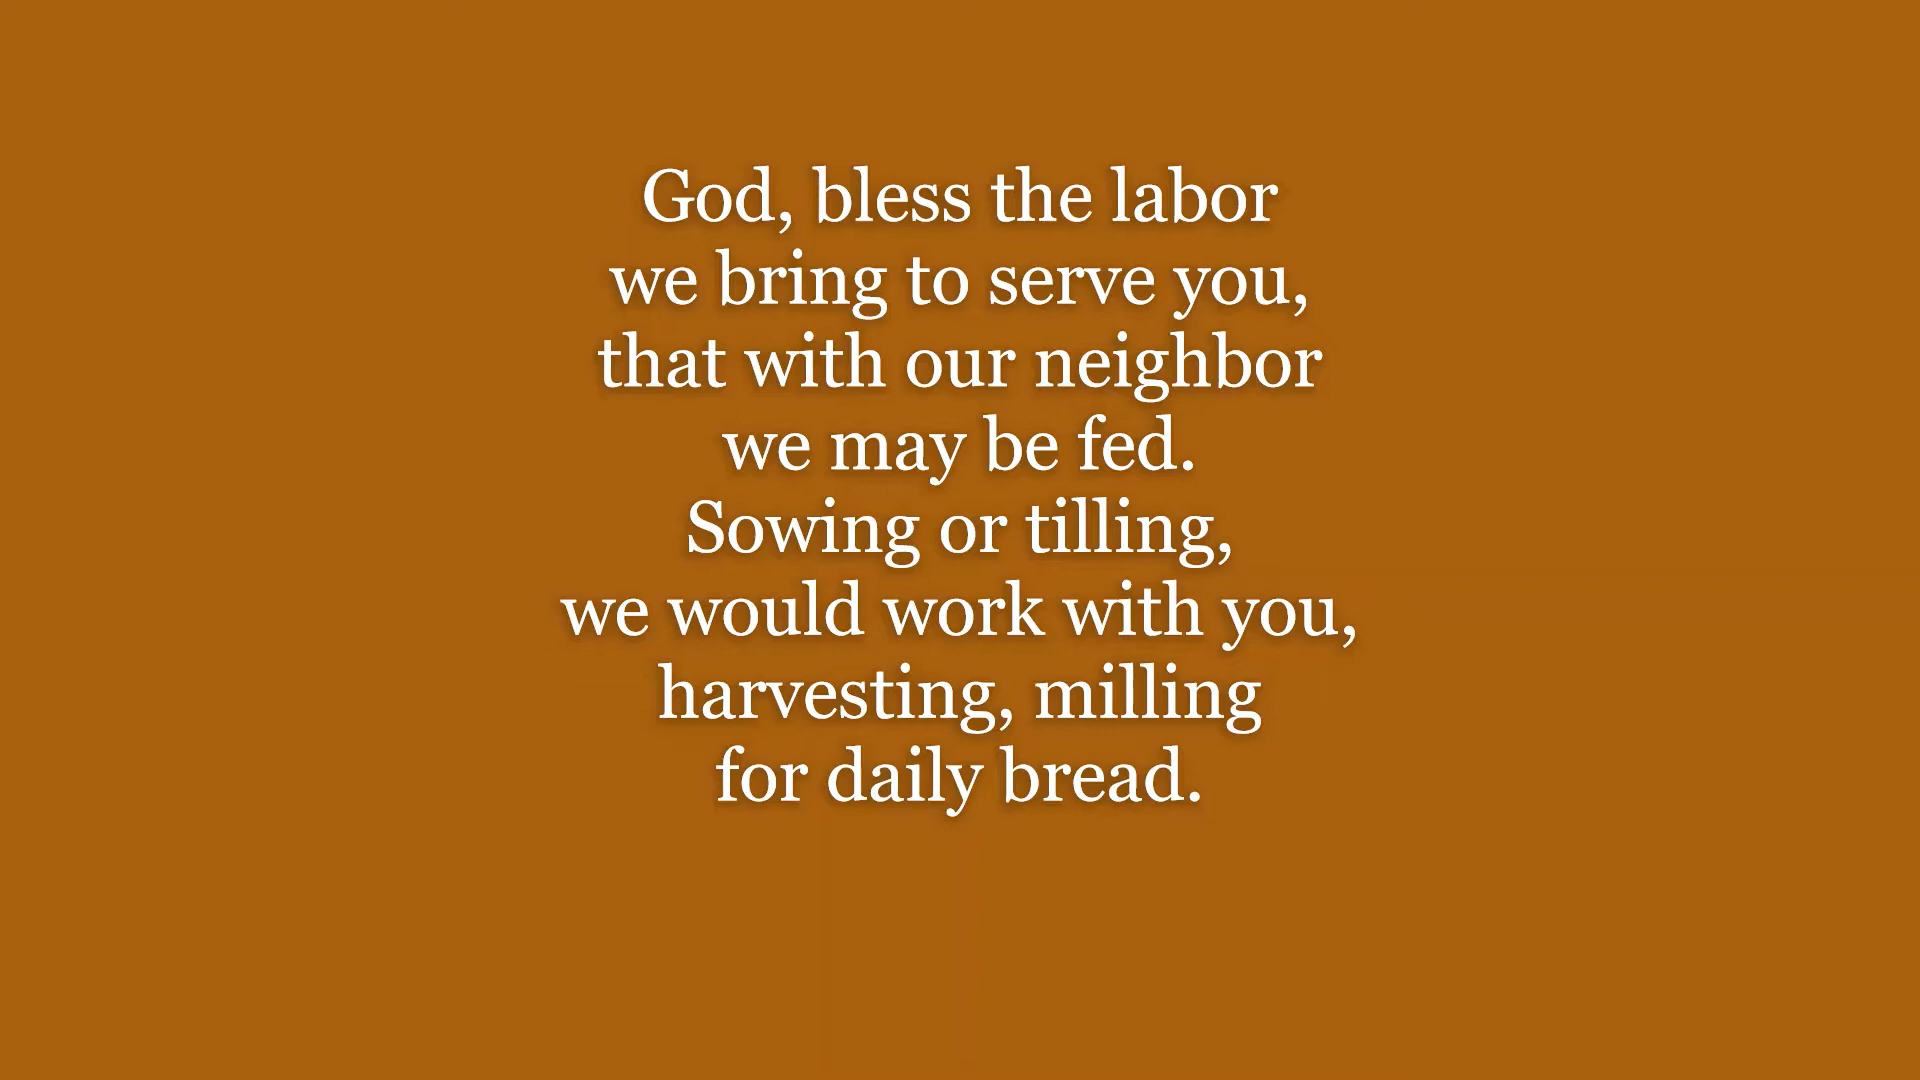 God, bless the labor
we bring to serve you,
that with our neighbor
we may be fed.
Sowing or tilling,
we would work with you,
harvesting, milling
for daily bread.